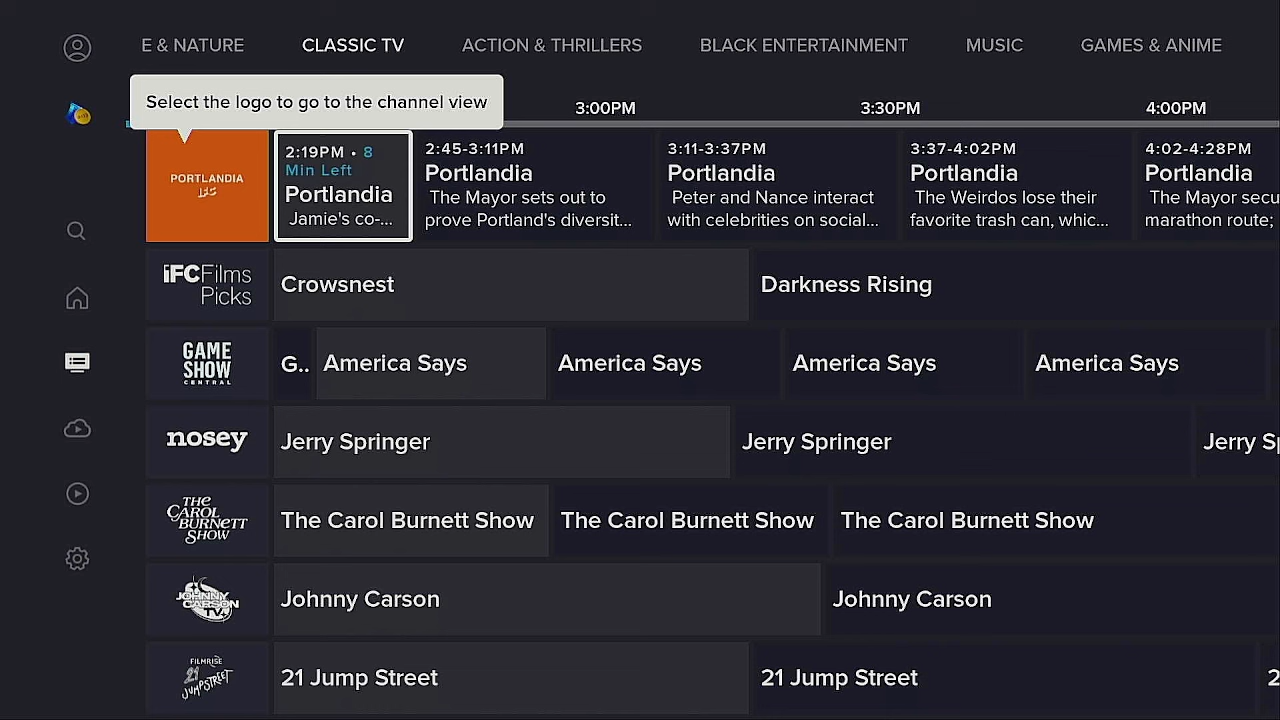 E & NATURE
CLASSIC TV
ACTION & THRILLERS
BLACK ENTERTAINMENT
MUSIC
GAMES & ANIME
Select the logo to go to the channel view
3:00PM
3:30PM
4:00PM
PORTLANDIA
IFC
2:19PM • 8
Min Left
Portlandia
Jamie's co-...
2:45-3:11PM
Portlandia
The Mayor sets out to
prove Portland's diversit...
3:11-3:37PM
Portlandia
Peter and Nance interact
with celebrities on social...
3:37-4:02PM
Portlandia
The Weirdos lose their
favorite trash can, whic...
4:02-4:28PM
Portlandia
The Mayor secu
marathon route;
IFC Films
Picks
Crowsnest
Darkness Rising
GAME
SHOW
CENTRAL
G..
America Says
America Says
America Says
America Says
nosey
Jerry Springer
Jerry Springer
Jerry Sp
THE
CAROL
BURNETT
SHOW
The Carol Burnett Show
The Carol Burnett Show
The Carol Burnett Show
JOHNNY
CARSON
TV
Johnny Carson
Johnny Carson
FILMRISE
21
JUMPSTREET
21 Jump Street
21 Jump Street
2